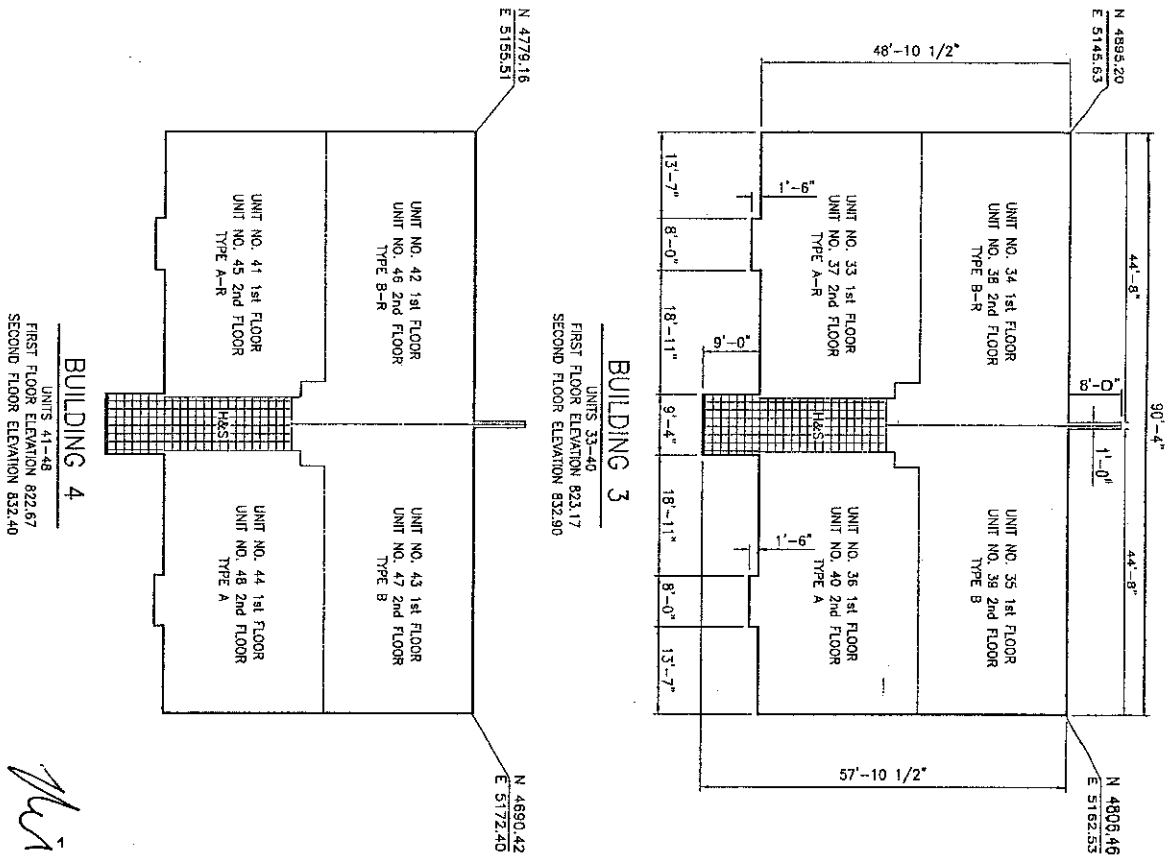 N 4895.20
E 5145.63
N 4806.46
E 5162.53
90'-4"
44'-8"
44'-8"
8'-0"
1'-0"
48'-10 1/2"
57'-10 1/2"
UNIT NO. 34 1st FLOOR
UNIT NO. 38 2nd FLOOR
TYPE B-R
UNIT NO. 35 1st FLOOR
UNIT NO. 39 2nd FLOOR
TYPE B
UNIT NO. 33 1st FLOOR
UNIT NO. 37 2nd FLOOR
TYPE A-R
UNIT NO. 36 1st FLOOR
UNIT NO. 40 2nd FLOOR
TYPE A
H&S
1'-6"
1'-6"
9'-0"
13'-7"
8'-0"
18'-11"
9'-4"
18'-11"
8'-0"
13'-7"
BUILDING 3
UNITS 33-40
FIRST FLOOR ELEVATION 823.17
SECOND FLOOR ELEVATION 832.90
N 4779.16
E 5155.51
N 4690.42
E 5172.40
UNIT NO. 42 1st FLOOR
UNIT NO. 46 2nd FLOOR
TYPE B-R
UNIT NO. 43 1st FLOOR
UNIT NO. 47 2nd FLOOR
TYPE B
UNIT NO. 41 1st FLOOR
UNIT NO. 45 2nd FLOOR
TYPE A-R
UNIT NO. 44 1st FLOOR
UNIT NO. 48 2nd FLOOR
TYPE A
H&S
BUILDING 4
UNITS 41-48
FIRST FLOOR ELEVATION 822.67
SECOND FLOOR ELEVATION 832.40
1